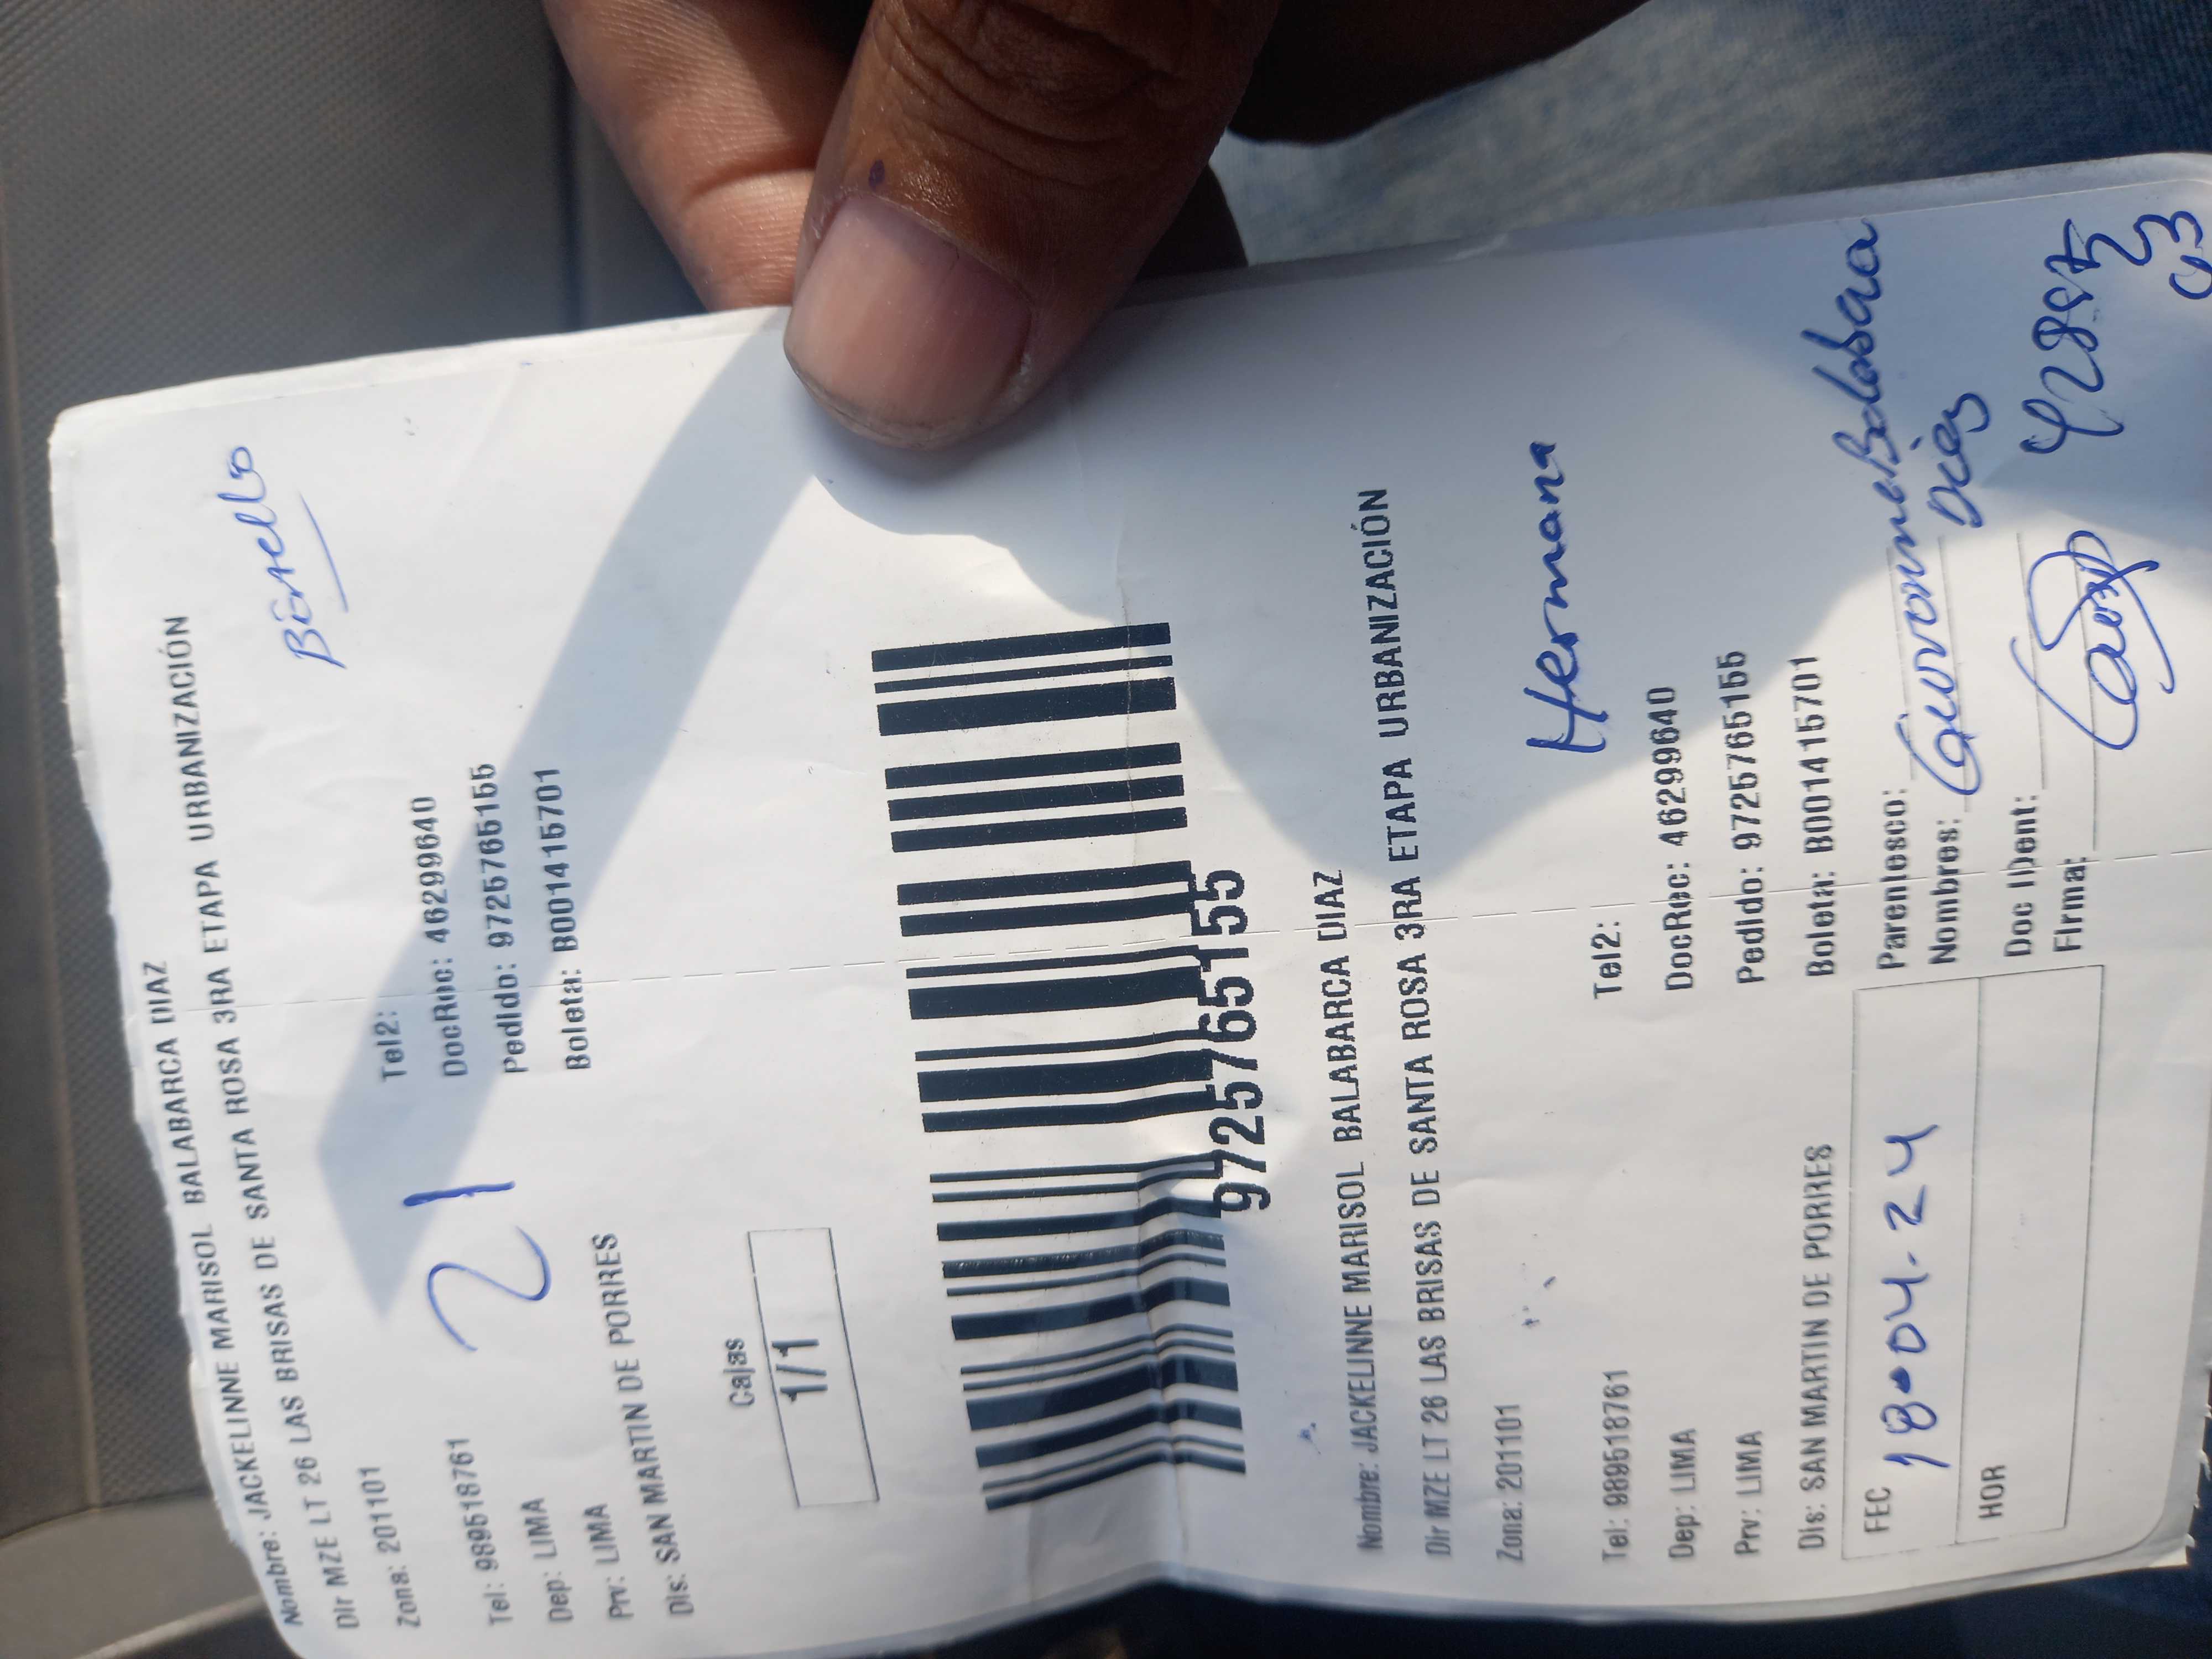 Nombre: JACKELINNE MARISOL BALABARCA DIAZ
Dir MZE LT 26 LAS BRISAS DE SANTA ROSA 3RA ETAPA URBANIZACIÓN
Zona: 201101
Tel: 989518761
Tel2:
Dep: LIMA
DocRec: 46299640
Prv: LIMA
Pedido: 9725765155
Dis: SAN MARTIN DE PORRES
Boleta: B001415701
21
Cajas
1/1
9725765155
Nombre: JACKELINNE MARISOL BALABARCA DIAZ
Dir MZE LT 26 LAS BRISAS DE SANTA ROSA 3RA ETAPA URBANIZACIÓN
Zona: 201101
Hermana
Tel: 989518761
Tel2:
Dep: LIMA
DocRec: 46299640
Prv: LIMA
Pedido: 9725765155
Dis: SAN MARTIN DE PORRES
Boleta: B001415701
FEC 18-04-24
HOR
Parentesco:
Nombres: Balabarca
Diaz
Doc Ident:
Firma: